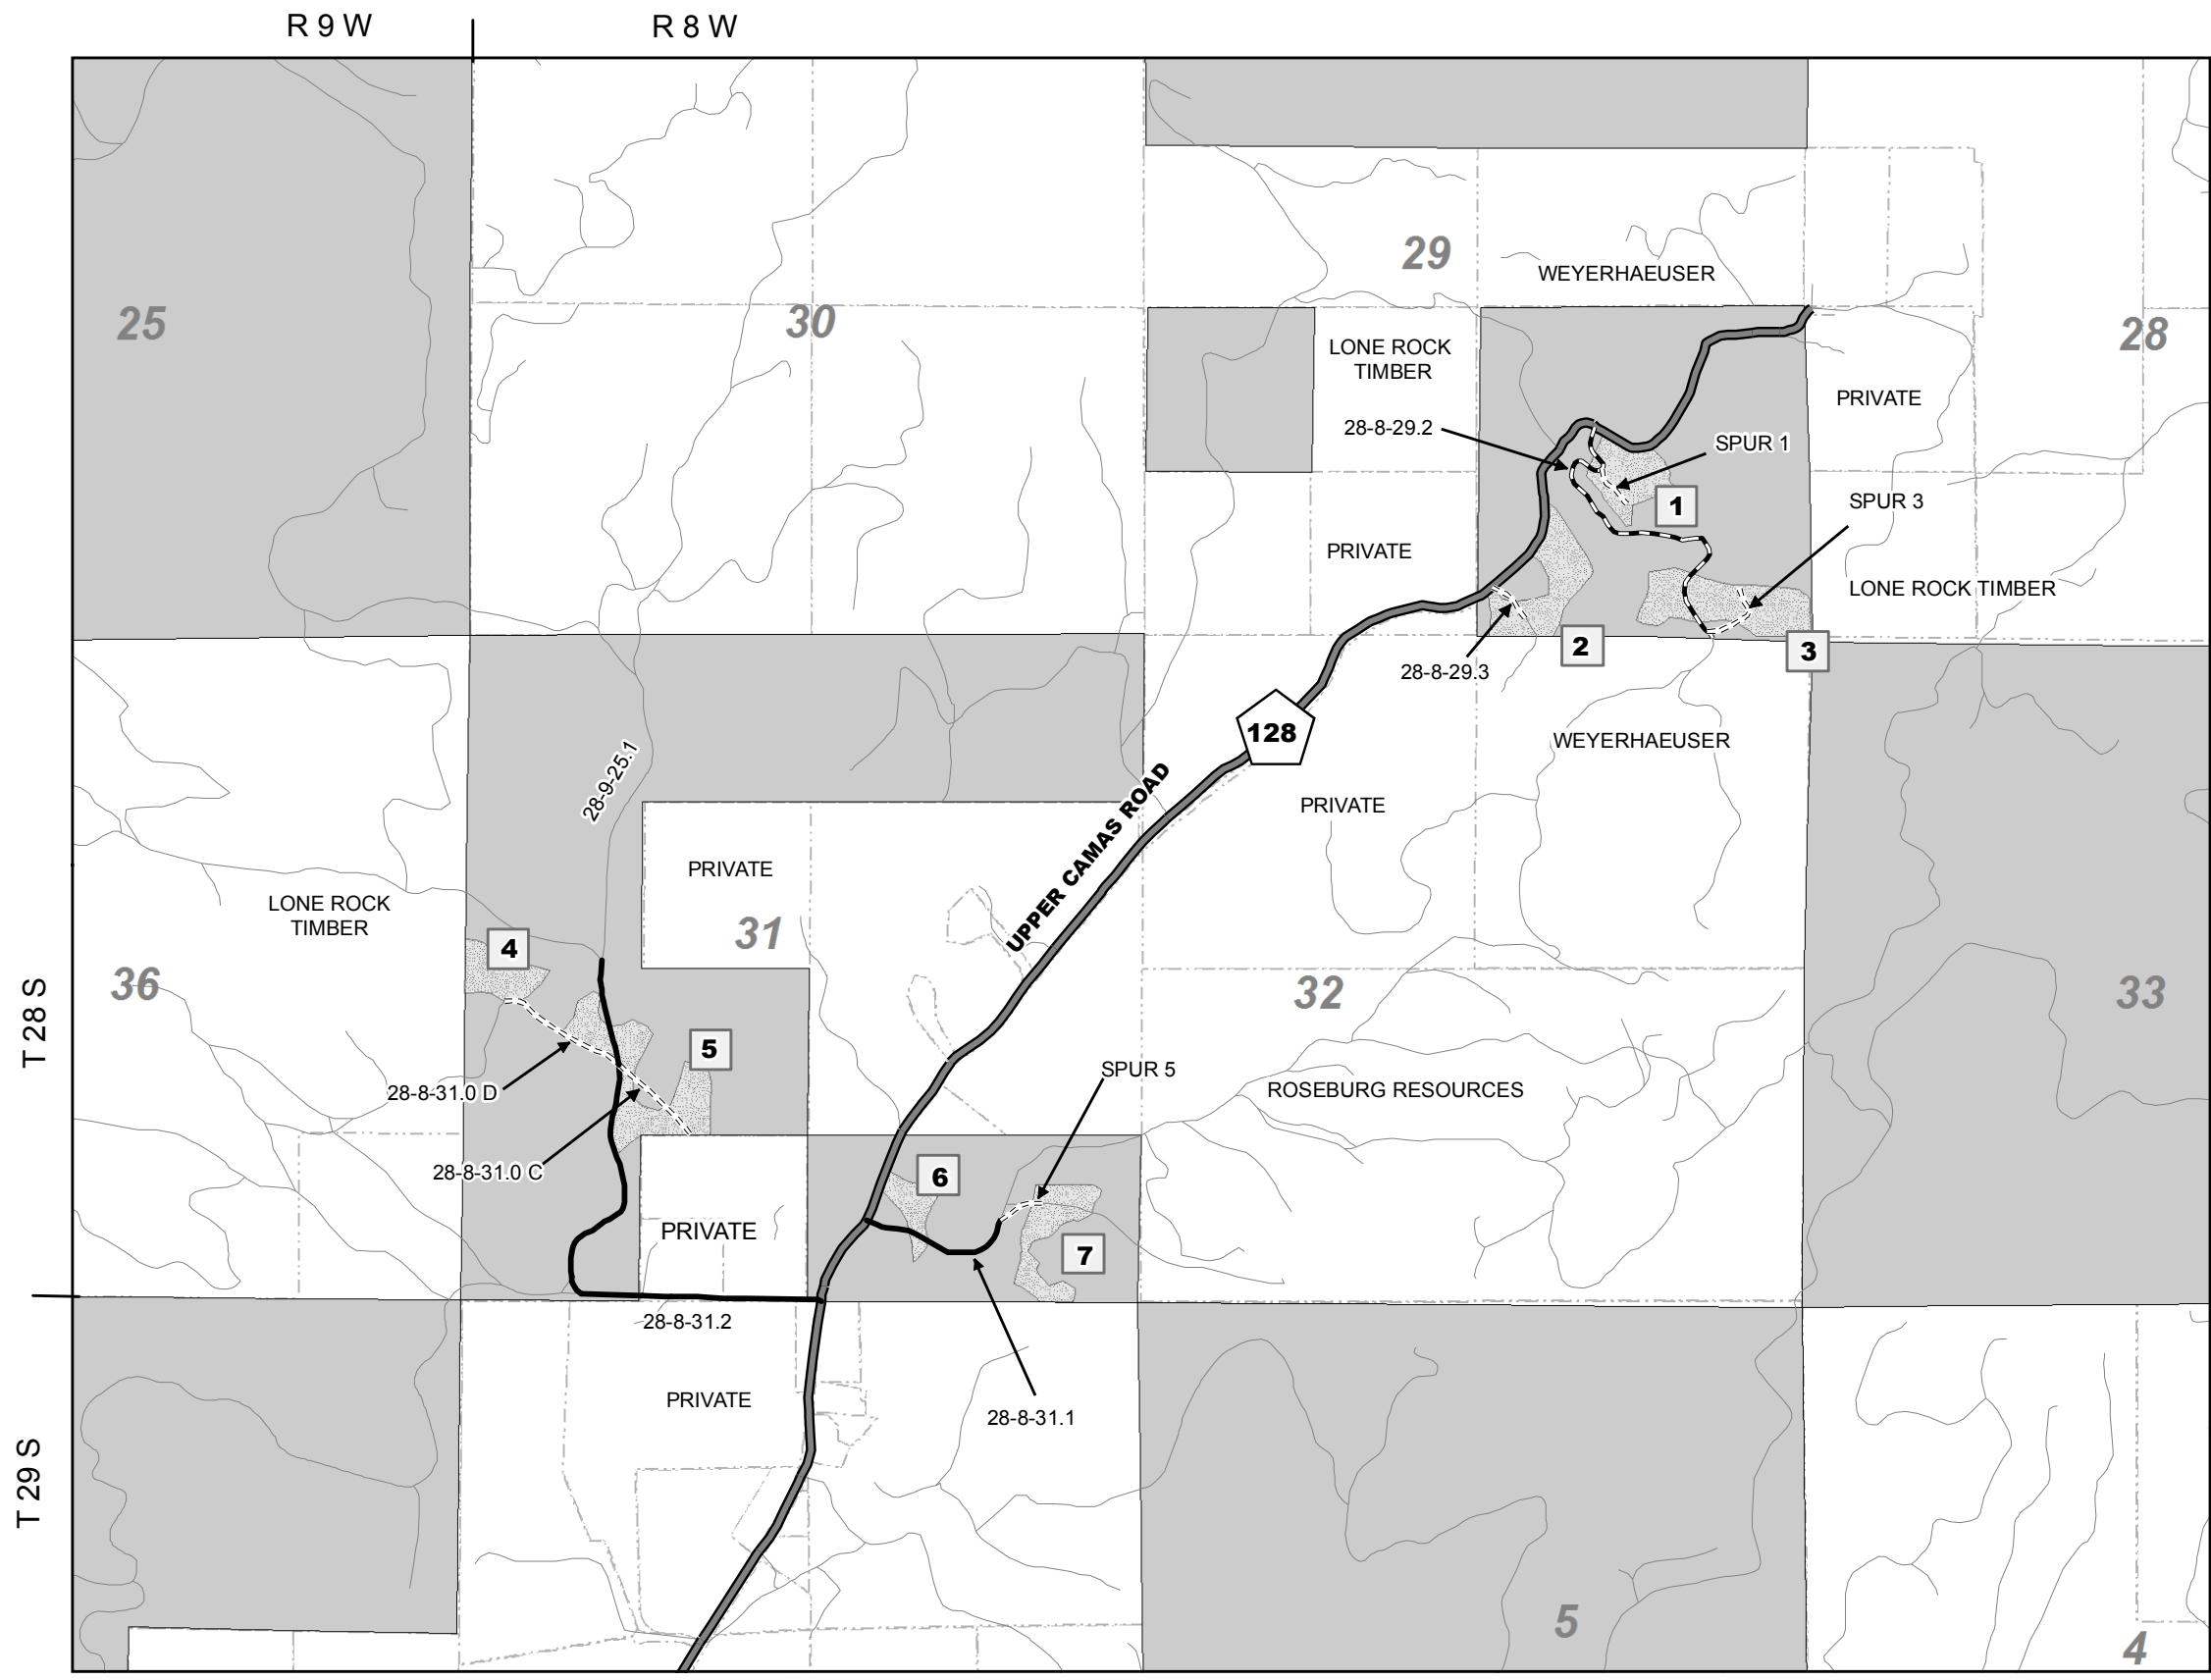 R 9 W
R 8 W
29
WEYERHAEUSER
25
30
28
LONE ROCK
TIMBER
PRIVATE
28-8-29.2
SPUR 1
SPUR 3
1
PRIVATE
LONE ROCK TIMBER
2
3
28-8-29.3
128
WEYERHAEUSER
28-9-25.1
PRIVATE
UPPER CAMAS ROAD
PRIVATE
LONE ROCK
TIMBER
31
4
36
32
33
T 28 S
5
SPUR 5
28-8-31.0 D
ROSEBURG RESOURCES
28-8-31.0 C
6
PRIVATE
7
28-8-31.2
PRIVATE
28-8-31.1
T 29 S
5
4